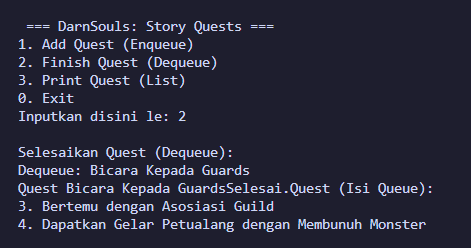 === DarnSouls: Story Quests ===
1. Add Quest (Enqueue)
2. Finish Quest (Dequeue)
3. Print Quest (List)
0. Exit
Inputkan disini le: 2
Selesaikan Quest (Dequeue):
Dequeue: Bicara Kepada Guards
Quest Bicara Kepada GuardsSelesai.Quest (Isi Queue):
3. Bertemu dengan Asosiasi Guild
4. Dapatkan Gelar Petualang dengan Membunuh Monster